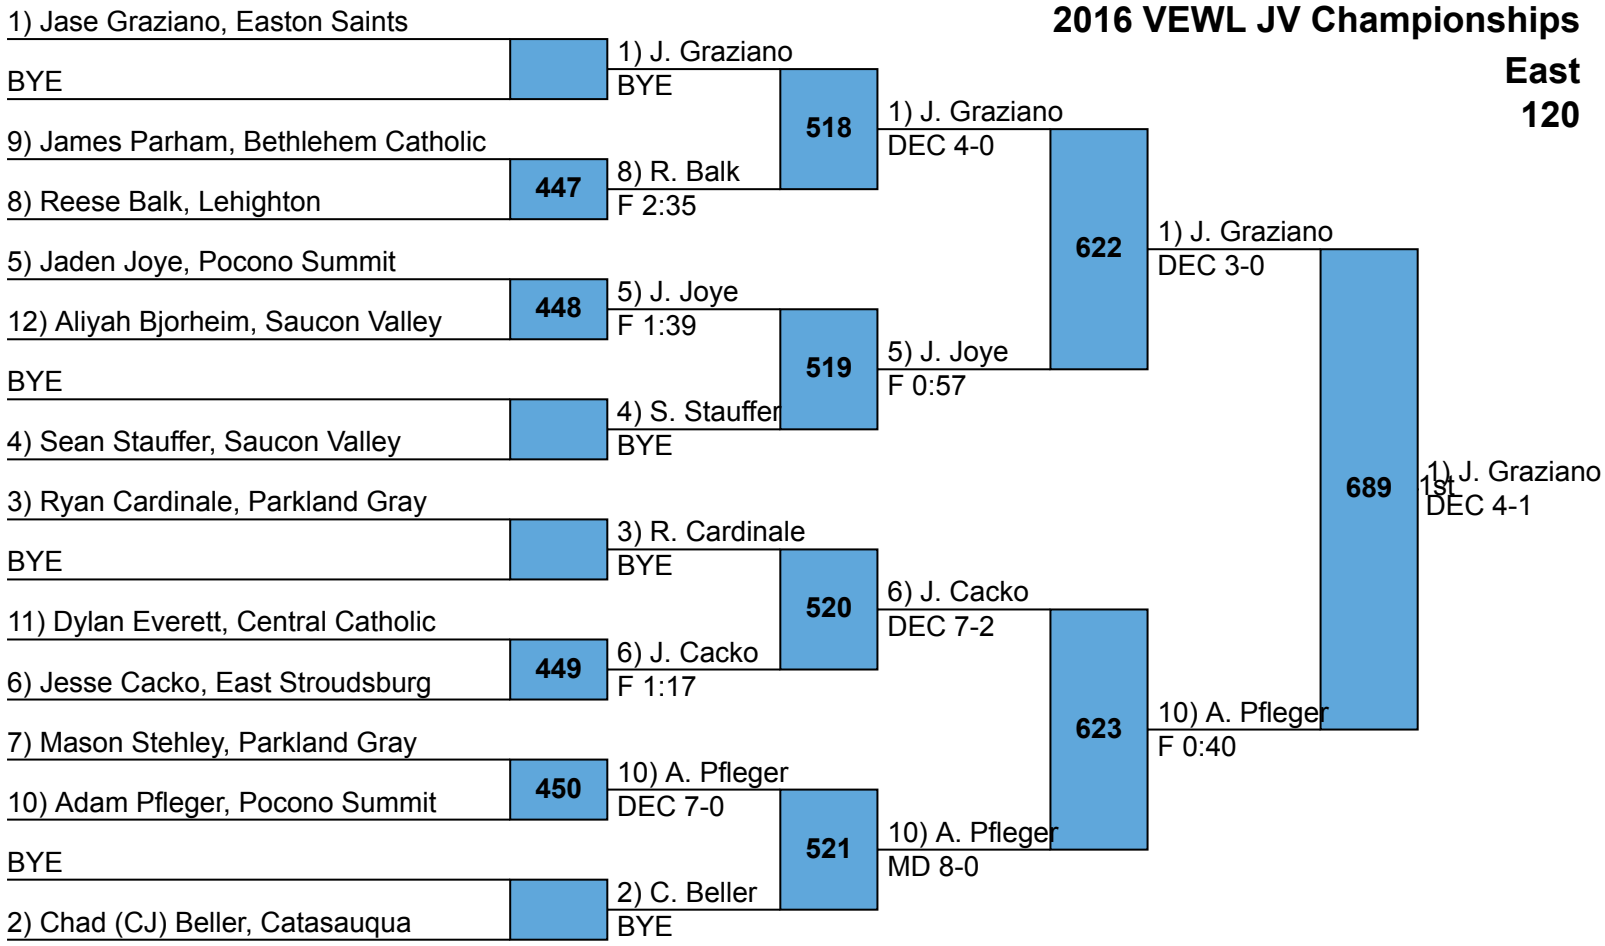 2016 VEWL JV Championships
East
120
1) Jase Graziano, Easton Saints
BYE
9) James Parham, Bethlehem Catholic
447
8) Reese Balk, Lehighton
5) Jaden Joye, Pocono Summit
448
12) Aliyah Bjorheim, Saucon Valley
BYE
4) Sean Stauffer, Saucon Valley
3) Ryan Cardinale, Parkland Gray
BYE
11) Dylan Everett, Central Catholic
449
6) Jesse Cacko, East Stroudsburg
7) Mason Stehley, Parkland Gray
450
10) Adam Pfleger, Pocono Summit
BYE
2) Chad (CJ) Beller, Catasauqua
1) J. Graziano
BYE
518
8) R. Balk
F 2:35
5) J. Joye
F 1:39
519
4) S. Stauffer
BYE
3) R. Cardinale
BYE
520
6) J. Cacko
F 1:17
10) A. Pfleger
DEC 7-0
521
2) C. Beller
BYE
1) J. Graziano
DEC 4-0
622
5) J. Joye
F 0:57
6) J. Cacko
DEC 7-2
623
10) A. Pfleger
MD 8-0
1) J. Graziano
DEC 3-0
689
10) A. Pfleger
F 0:40
1) J. Graziano
1st
DEC 4-1